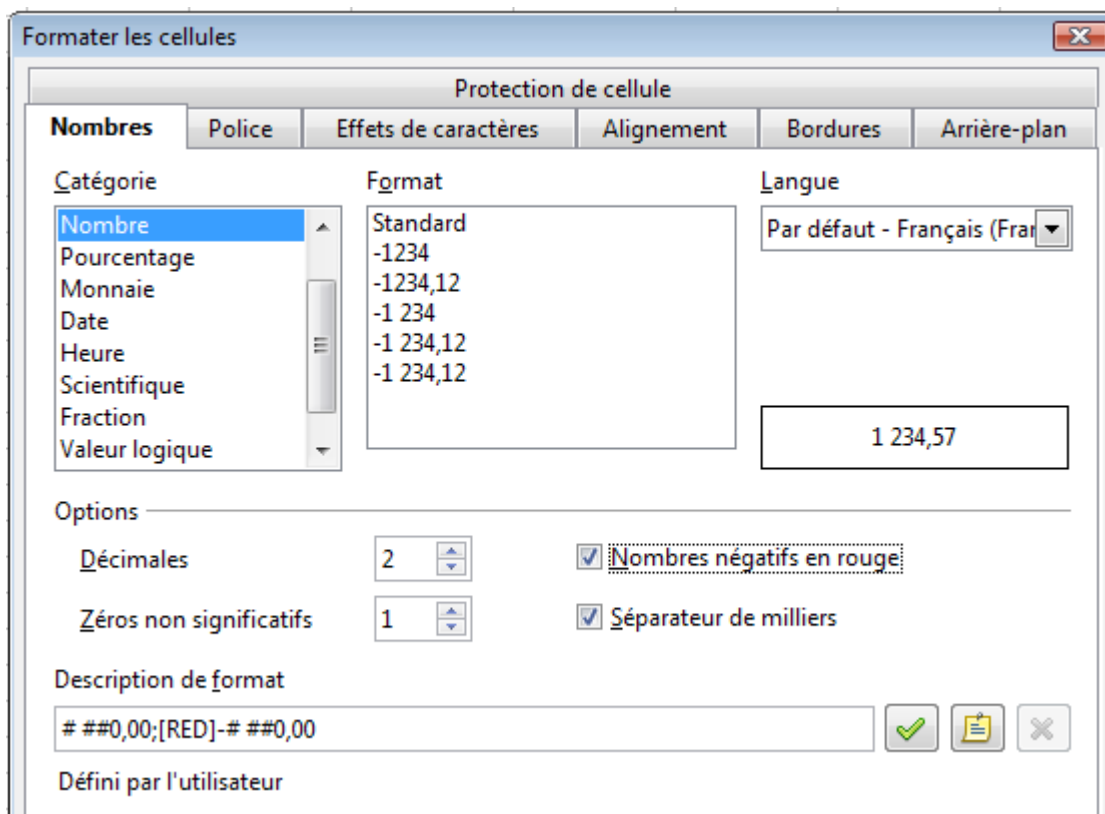 Formater les cellules
Protection de cellule
Nombres Police Effets de caractères Alignement Bordures Arrière-plan
Catégorie Format Langue
Nombre
Pourcentage
Monnaie
Date
Heure
Scientifique
Fraction
Valeur logique
Standard
-1234
-1234,12
-1 234
-1 234,12
-1 234,12
Par défaut - Français (Frar
1 234,57
Options
Décimales 2 Nombres négatifs en rouge
Zéros non significatifs 1 Séparateur de milliers
Description de format
# ##0,00;[RED]-# ##0,00
Défini par l'utilisateur